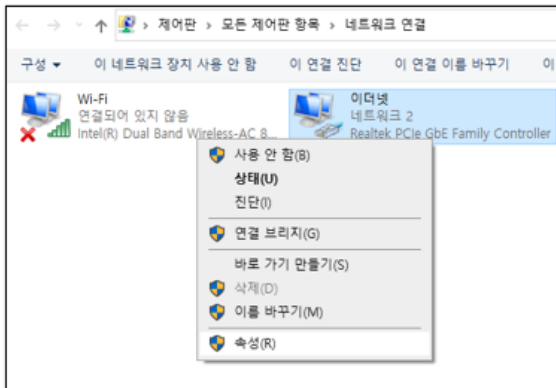 제어판 › 모든 제어판 항목 › 네트워크 연결
구성 이 네트워크 장치 사용 안 함 이 연결 진단 이 연결 이름 바꾸기 이
Wi-Fi
연결되어 있지 않음
Intel(R) Dual Band Wireless-AC 8...
이더넷
네트워크 2
Realtek PCIe GbE Family Controller
사용 안 함(B)
상태(U)
진단(I)
연결 브리지(G)
바로 가기 만들기(S)
삭제(D)
이름 바꾸기(M)
속성(R)